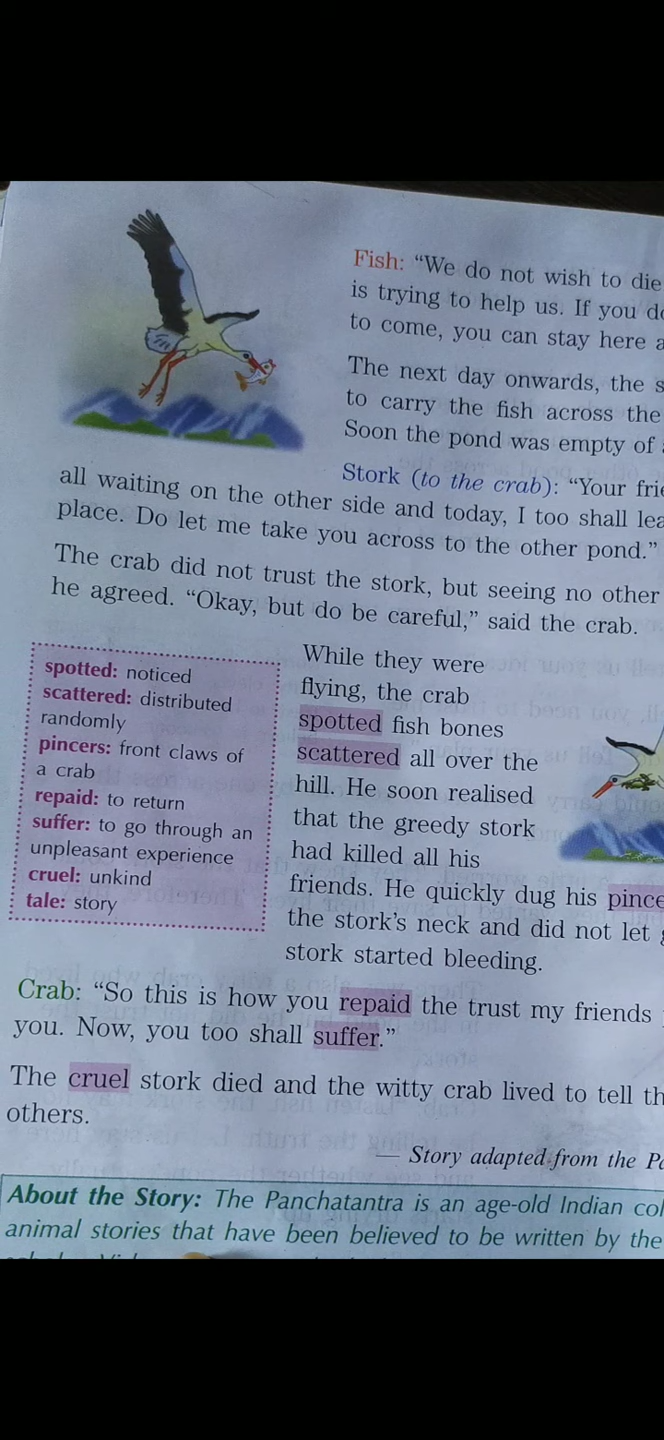 Fish: "We do not wish to die
is trying to help us. If you
to come, you can stay here
The next day onwards, the
to carry the fish across the
Soon the pond was empty of
Stork (to the crab): "Your
all waiting on the other side and today, I too shall
place. Do let me take you across to the other pond."
The crab did not trust the stork, but seeing no other
he agreed. "Okay, but do be careful," said the crab.
While they were
flying, the crab
spotted fish bones
scattered all over the
hill. He soon realised
that the greedy stork
had killed all his
friends. He quickly dug his
the stork's neck and did not let
stork started bleeding.
spotted: noticed
scattered: distributed
randomly
pincers: front claws of
a crab
repaid: to return
suffer: to go through an
unpleasant experience
cruel: unkind
tale: story
Crab: "So this is how you repaid the trust my friends
you. Now, you too shall suffer."
The cruel stork died and the witty crab lived to tell
others.
— Story adapted from the
About the Story: The Panchatantra is an age-old Indian
animal stories that have been believed to be written by the